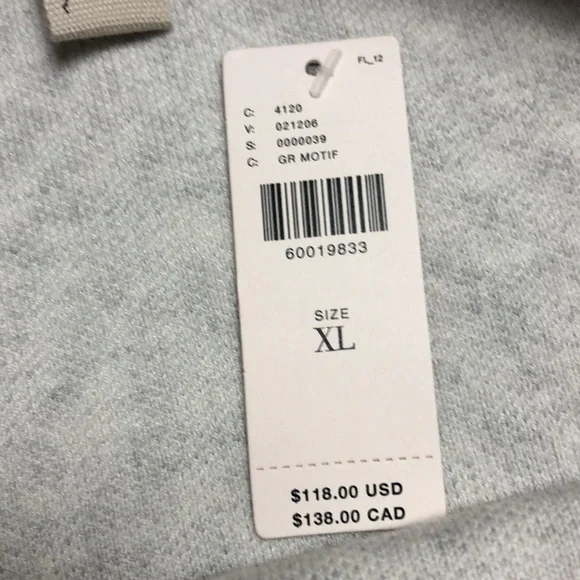 FL_12
C: 4120
V: 021206
S: 0000039
C: GR MOTIF
60019833
SIZE
XL
$118.00 USD
$138.00 CAD